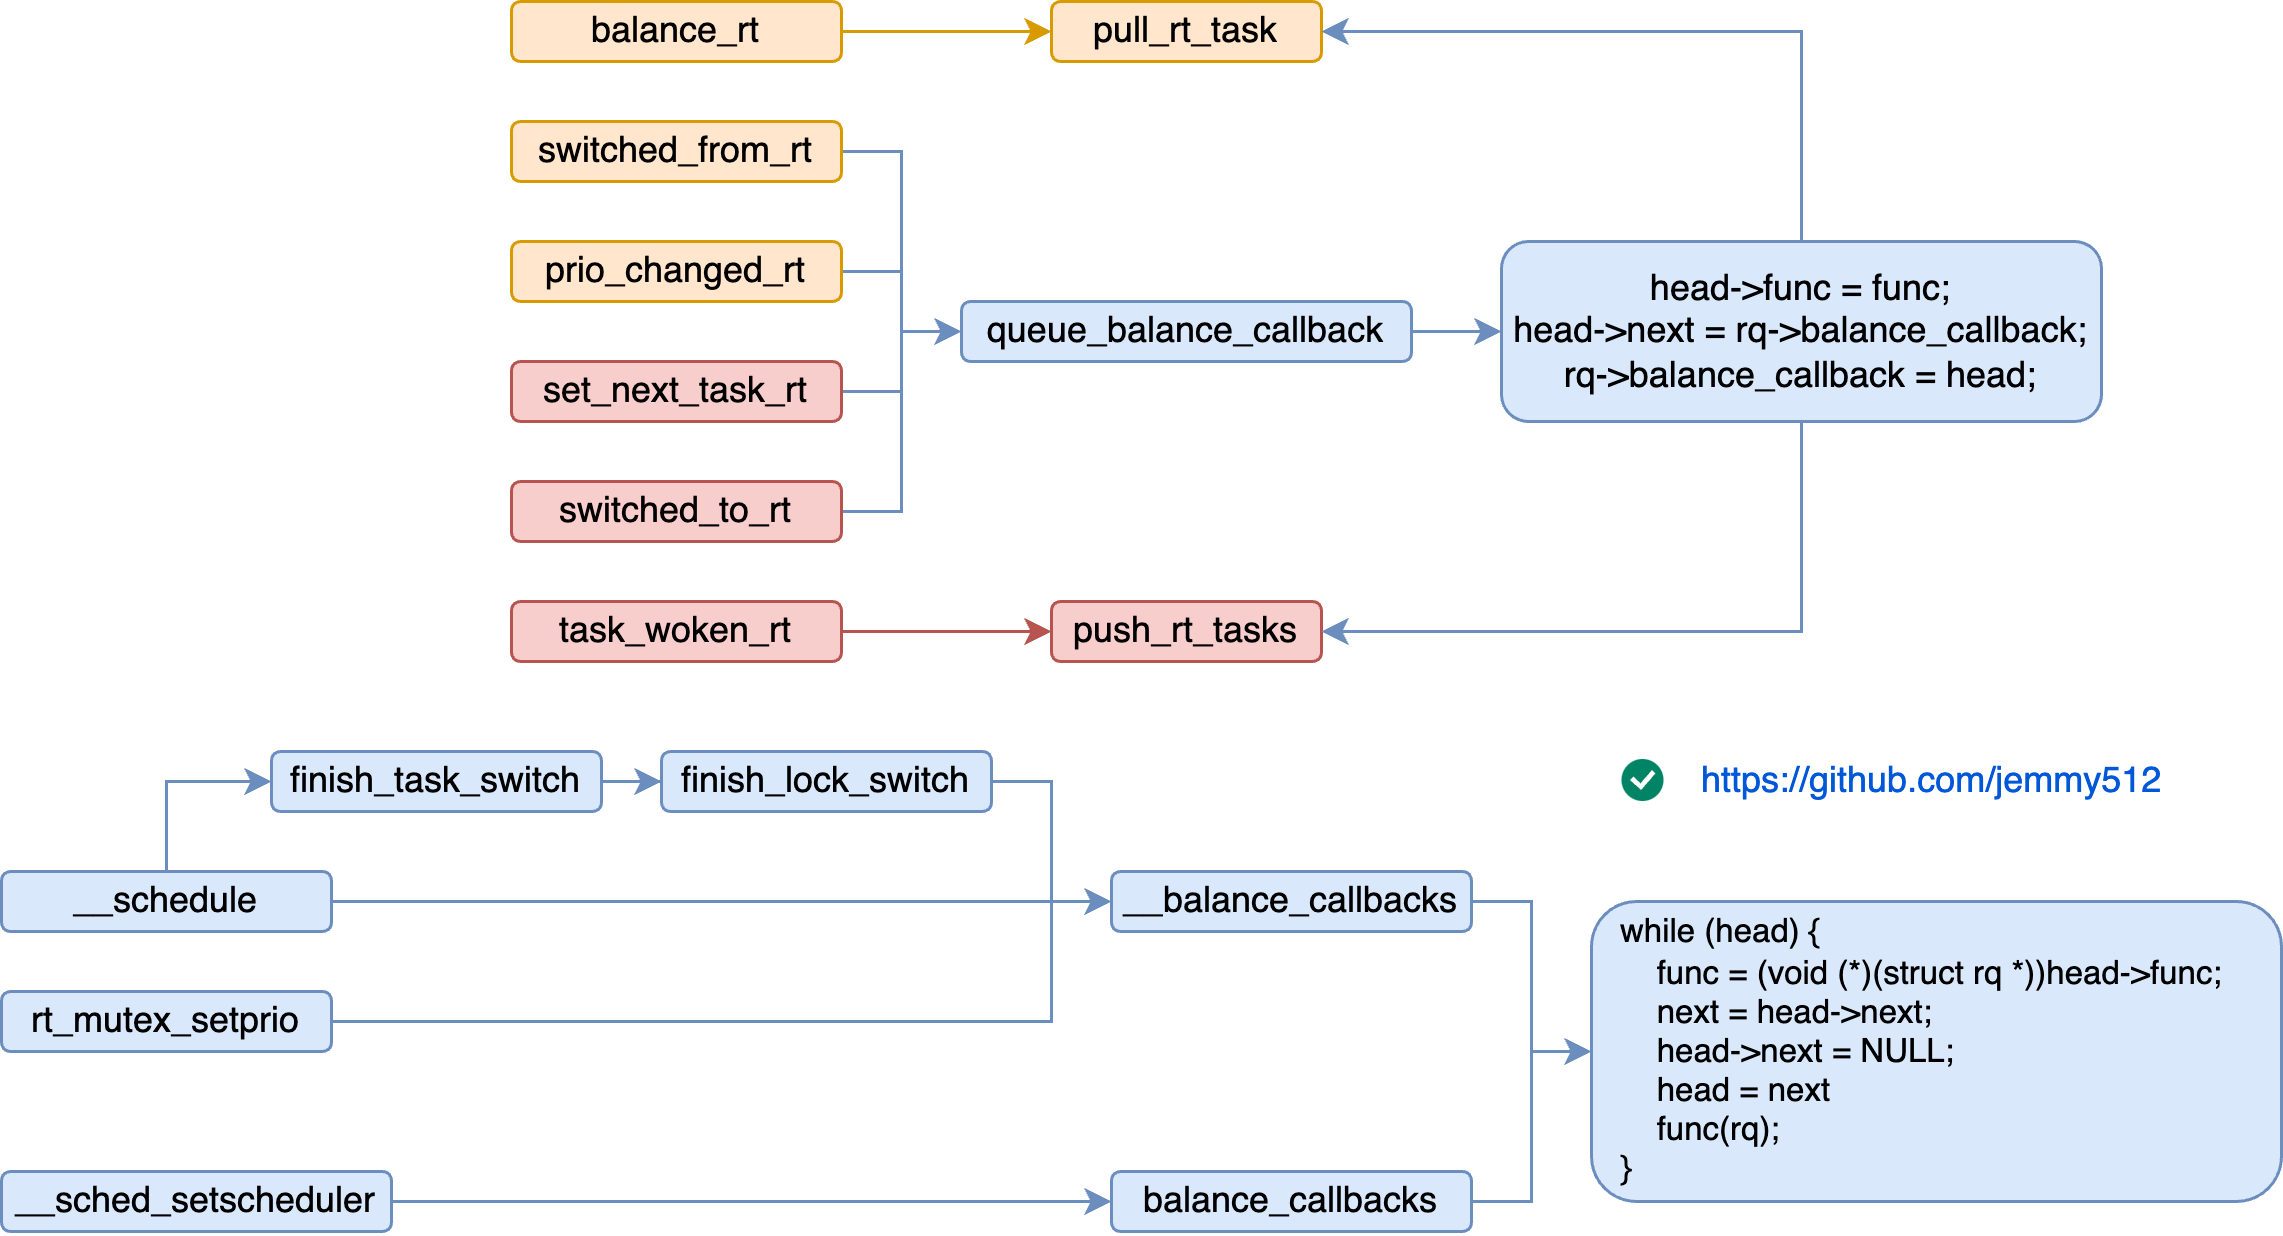 balance_rt
pull_rt_task
switched_from_rt
prio_changed_rt
queue_balance_callback
head->func = func;
head->next = rq->balance_callback;
rq->balance_callback = head;
set_next_task_rt
switched_to_rt
task_woken_rt
push_rt_tasks
finish_task_switch
finish_lock_switch
https://github.com/jemmy512
__schedule
__balance_callbacks
rt_mutex_setprio
while (head) {
func = (void (*)(struct rq *))head->func;
next = head->next;
head->next = NULL;
head = next
func(rq);
}
__sched_setscheduler
balance_callbacks